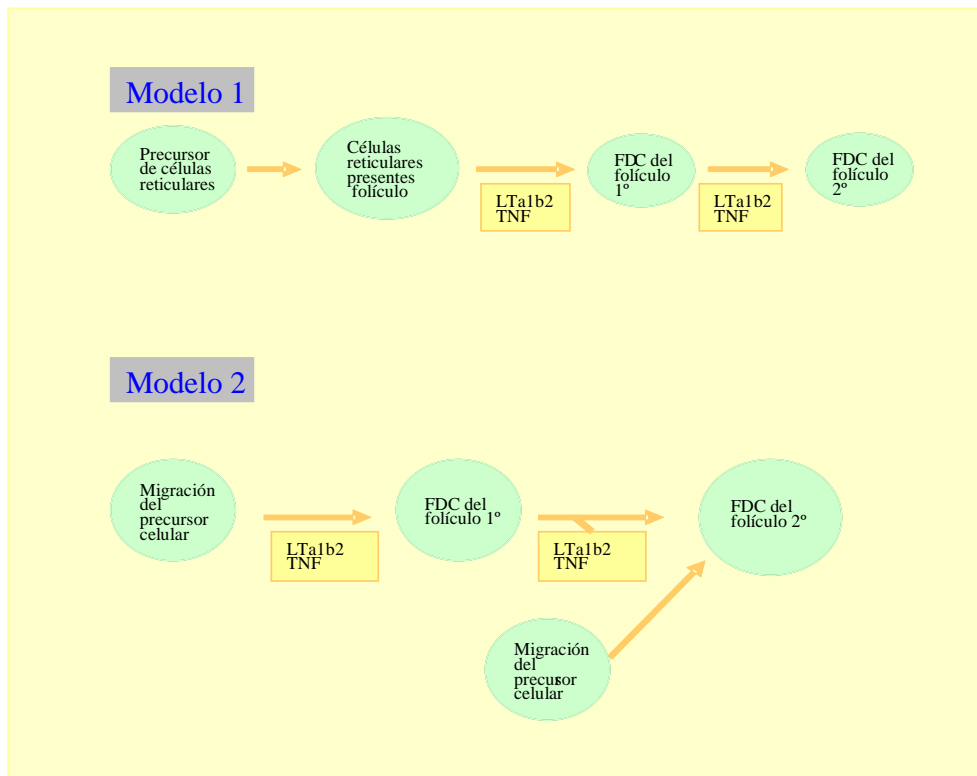 Modelo 1
Precursor
de células
reticulares
Células
reticulares
presentes
folículo
LTa1b2
TNF
FDC del
folículo
1º
LTa1b2
TNF
FDC del
folículo
2º
Modelo 2
Migración
del
precursor
celular
LTa1b2
TNF
FDC del
folículo 1º
LTa1b2
TNF
FDC del
folículo 2º
Migración
del
precursor
celular